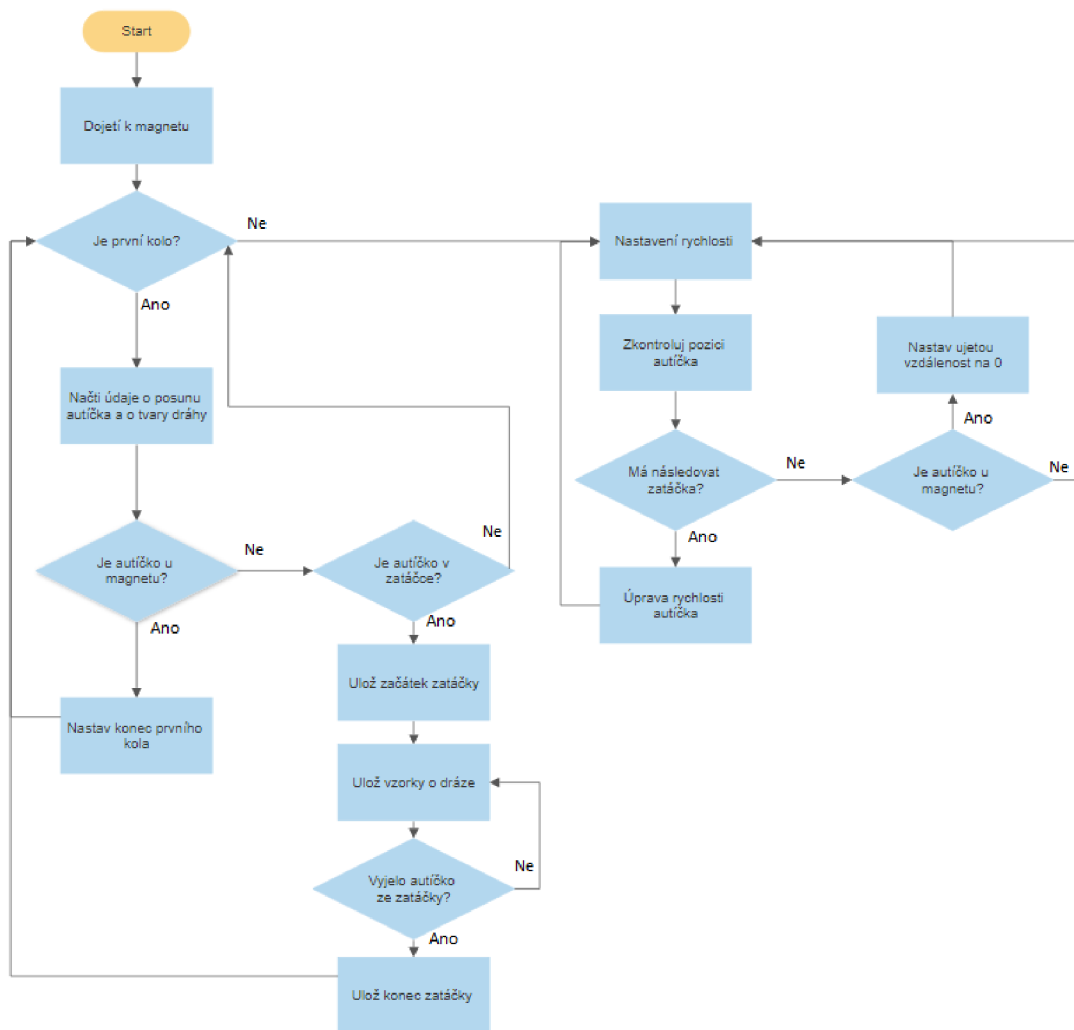 Start
Dojetí k magnetu
Je první kolo?
Ne
Ano
Načti údaje o posunu
autíčka a o tvary dráhy
Je autíčko u
magnetu?
Ne
Ano
Nastav konec prvního
kola
Je autíčko v
zatáčce?
Ne
Ano
Ulož začátek zatáčky
Ulož vzorky o dráze
Vyjelo autíčko
ze zatáčky?
Ne
Ano
Ulož konec zatáčky
Nastavení rychlosti
Zkontroluj pozici
autíčka
Má následovat
zatáčka?
Ne
Ano
Úprava rychlosti
autíčka
Je autíčko u
magnetu?
Ne
Ano
Nastav ujetou
vzdálenost na 0